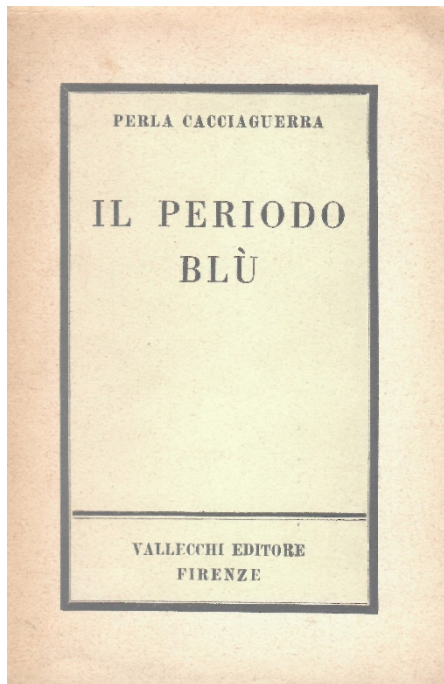 PERLA CACCIAGUERRA
IL PERIODO
BLÙ
VALLECCHI EDITORE
FIRENZE